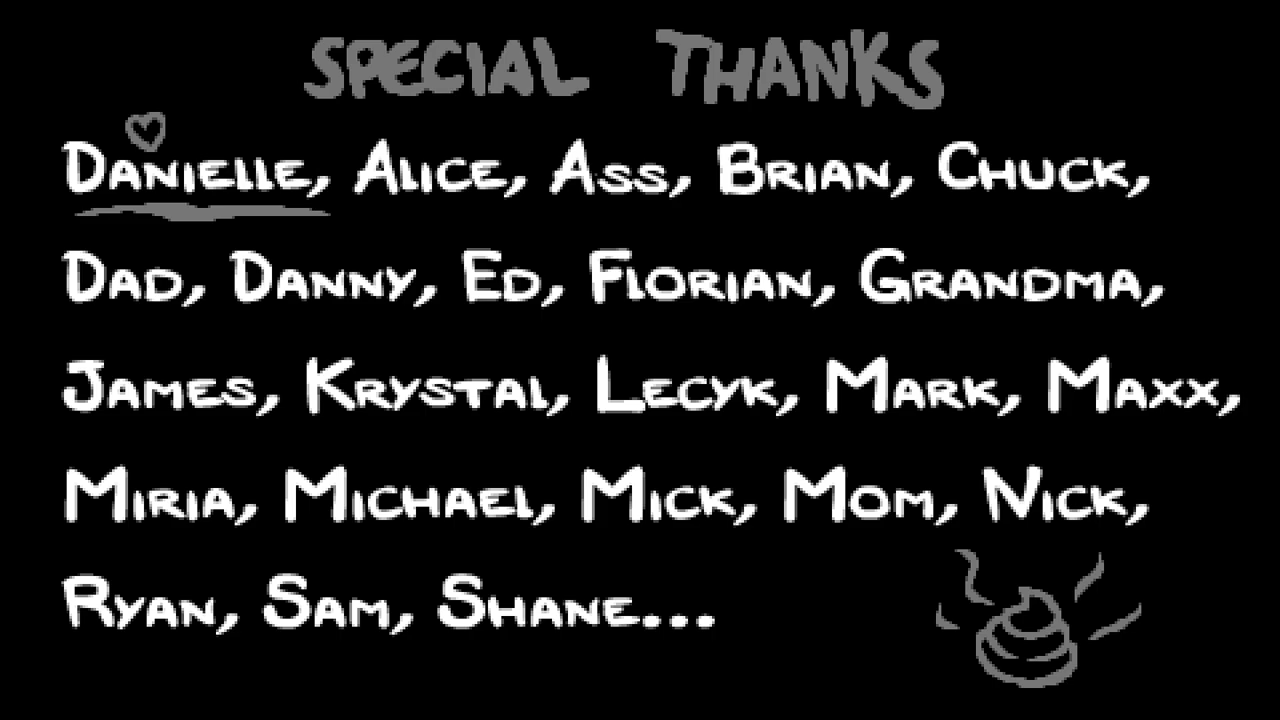 SPECIAL THANKS
DANIELLE, ALICE, ASS, BRIAN, CHUCK,
DAD, DANNY, ED, FLORIAN, GRANDMA,
JAMES, KRYSTAL, LECYK, MARK, MAXX,
MIRIA, MICHAEL, MICK, MOM, NICK,
RYAN, SAM, SHANE...